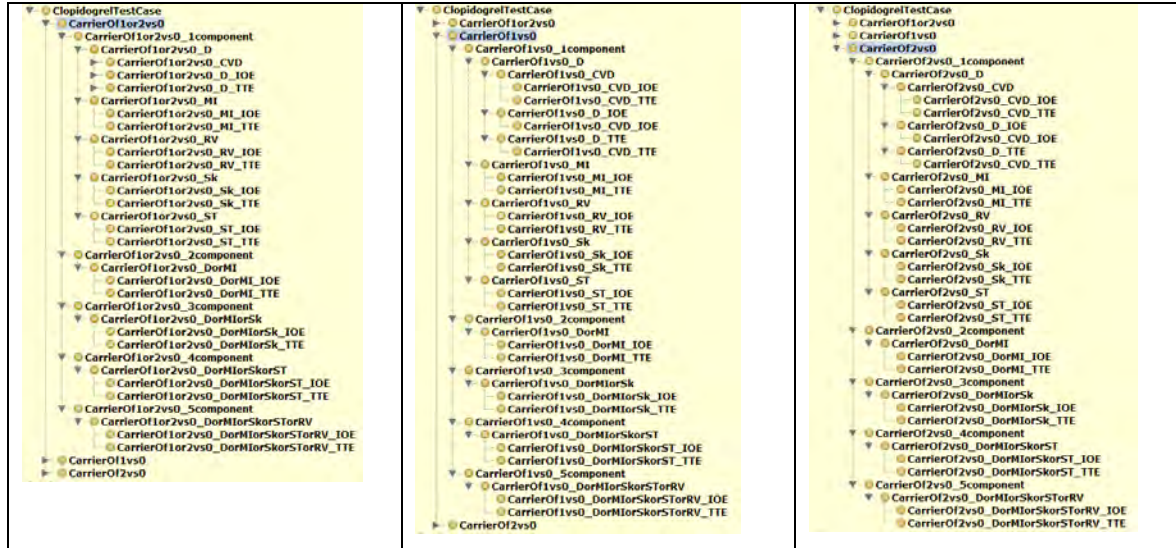 ClopidogrelTestCase
CarrierOf1or2vs0
CarrierOf1or2vs0_1component
CarrierOf1or2vs0_D
CarrierOf1or2vs0_CVD
CarrierOf1or2vs0_D_IOE
CarrierOf1or2vs0_D_TTE
CarrierOf1or2vs0_MI
CarrierOf1or2vs0_MI_IOE
CarrierOf1or2vs0_MI_TTE
CarrierOf1or2vs0_RV
CarrierOf1or2vs0_RV_IOE
CarrierOf1or2vs0_RV_TTE
CarrierOf1or2vs0_Sk
CarrierOf1or2vs0_Sk_IOE
CarrierOf1or2vs0_Sk_TTE
CarrierOf1or2vs0_ST
CarrierOf1or2vs0_ST_IOE
CarrierOf1or2vs0_ST_TTE
CarrierOf1or2vs0_2component
CarrierOf1or2vs0_DorMI
CarrierOf1or2vs0_DorMI_IOE
CarrierOf1or2vs0_DorMI_TTE
CarrierOf1or2vs0_3component
CarrierOf1or2vs0_DorMIorSk
CarrierOf1or2vs0_DorMIorSk_IOE
CarrierOf1or2vs0_DorMIorSk_TTE
CarrierOf1or2vs0_4component
CarrierOf1or2vs0_DorMIorSkorST
CarrierOf1or2vs0_DorMIorSkorST_IOE
CarrierOf1or2vs0_DorMIorSkorST_TTE
CarrierOf1or2vs0_5component
CarrierOf1or2vs0_DorMIorSkorSTorRV
CarrierOf1or2vs0_DorMIorSkorSTorRV_IOE
CarrierOf1or2vs0_DorMIorSkorSTorRV_TTE
CarrierOf1vs0
CarrierOf2vs0
ClopidogrelTestCase
CarrierOf1or2vs0
CarrierOf1vs0
CarrierOf1vs0_1component
CarrierOf1vs0_D
CarrierOf1vs0_CVD
CarrierOf1vs0_CVD_IOE
CarrierOf1vs0_CVD_TTE
CarrierOf1vs0_D_IOE
CarrierOf1vs0_CVD_IOE
CarrierOf1vs0_D_TTE
CarrierOf1vs0_CVD_TTE
CarrierOf1vs0_MI
CarrierOf1vs0_MI_IOE
CarrierOf1vs0_MI_TTE
CarrierOf1vs0_RV
CarrierOf1vs0_RV_IOE
CarrierOf1vs0_RV_TTE
CarrierOf1vs0_Sk
CarrierOf1vs0_Sk_IOE
CarrierOf1vs0_Sk_TTE
CarrierOf1vs0_ST
CarrierOf1vs0_ST_IOE
CarrierOf1vs0_ST_TTE
CarrierOf1vs0_2component
CarrierOf1vs0_DorMI
CarrierOf1vs0_DorMI_IOE
CarrierOf1vs0_DorMI_TTE
CarrierOf1vs0_3component
CarrierOf1vs0_DorMIorSk
CarrierOf1vs0_DorMIorSk_IOE
CarrierOf1vs0_DorMIorSk_TTE
CarrierOf1vs0_4component
CarrierOf1vs0_DorMIorSkorST
CarrierOf1vs0_DorMIorSkorST_IOE
CarrierOf1vs0_DorMIorSkorST_TTE
CarrierOf1vs0_5component
CarrierOf1vs0_DorMIorSkorSTorRV
CarrierOf1vs0_DorMIorSkorSTorRV_IOE
CarrierOf1vs0_DorMIorSkorSTorRV_TTE
CarrierOf2vs0
ClopidogrelTestCase
CarrierOf1or2vs0
CarrierOf1vs0
CarrierOf2vs0
CarrierOf2vs0_1component
CarrierOf2vs0_D
CarrierOf2vs0_CVD
CarrierOf2vs0_CVD_IOE
CarrierOf2vs0_CVD_TTE
CarrierOf2vs0_D_IOE
CarrierOf2vs0_CVD_IOE
CarrierOf2vs0_D_TTE
CarrierOf2vs0_CVD_TTE
CarrierOf2vs0_MI
CarrierOf2vs0_MI_IOE
CarrierOf2vs0_MI_TTE
CarrierOf2vs0_RV
CarrierOf2vs0_RV_IOE
CarrierOf2vs0_RV_TTE
CarrierOf2vs0_Sk
CarrierOf2vs0_Sk_IOE
CarrierOf2vs0_Sk_TTE
CarrierOf2vs0_ST
CarrierOf2vs0_ST_IOE
CarrierOf2vs0_ST_TTE
CarrierOf2vs0_2component
CarrierOf2vs0_DorMI
CarrierOf2vs0_DorMI_IOE
CarrierOf2vs0_DorMI_TTE
CarrierOf2vs0_3component
CarrierOf2vs0_DorMIorSk
CarrierOf2vs0_DorMIorSk_IOE
CarrierOf2vs0_DorMIorSk_TTE
CarrierOf2vs0_4component
CarrierOf2vs0_DorMIorSkorST
CarrierOf2vs0_DorMIorSkorST_IOE
CarrierOf2vs0_DorMIorSkorST_TTE
CarrierOf2vs0_5component
CarrierOf2vs0_DorMIorSkorSTorRV
CarrierOf2vs0_DorMIorSkorSTorRV_IOE
CarrierOf2vs0_DorMIorSkorSTorRV_TTE